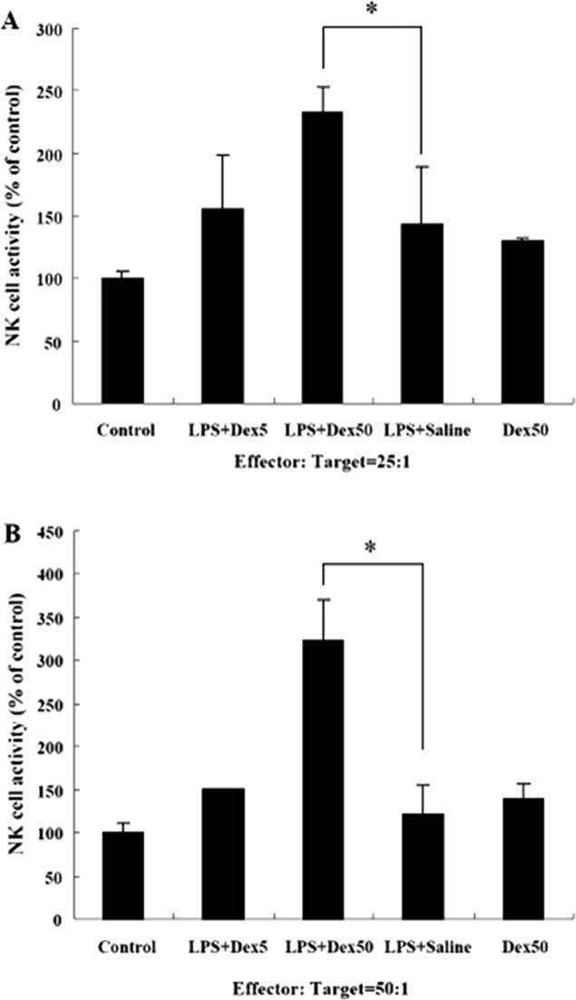 A
*
300
250
200
150
100
50
0
NK cell activity (% of control)
Control LPS+Dex5 LPS+Dex50 LPS+Saline Dex50
Effector: Target=25:1
B
*
450
400
350
300
250
200
150
100
50
0
NK cell activity (% of control)
Control LPS+Dex5 LPS+Dex50 LPS+Saline Dex50
Effector: Target=50:1